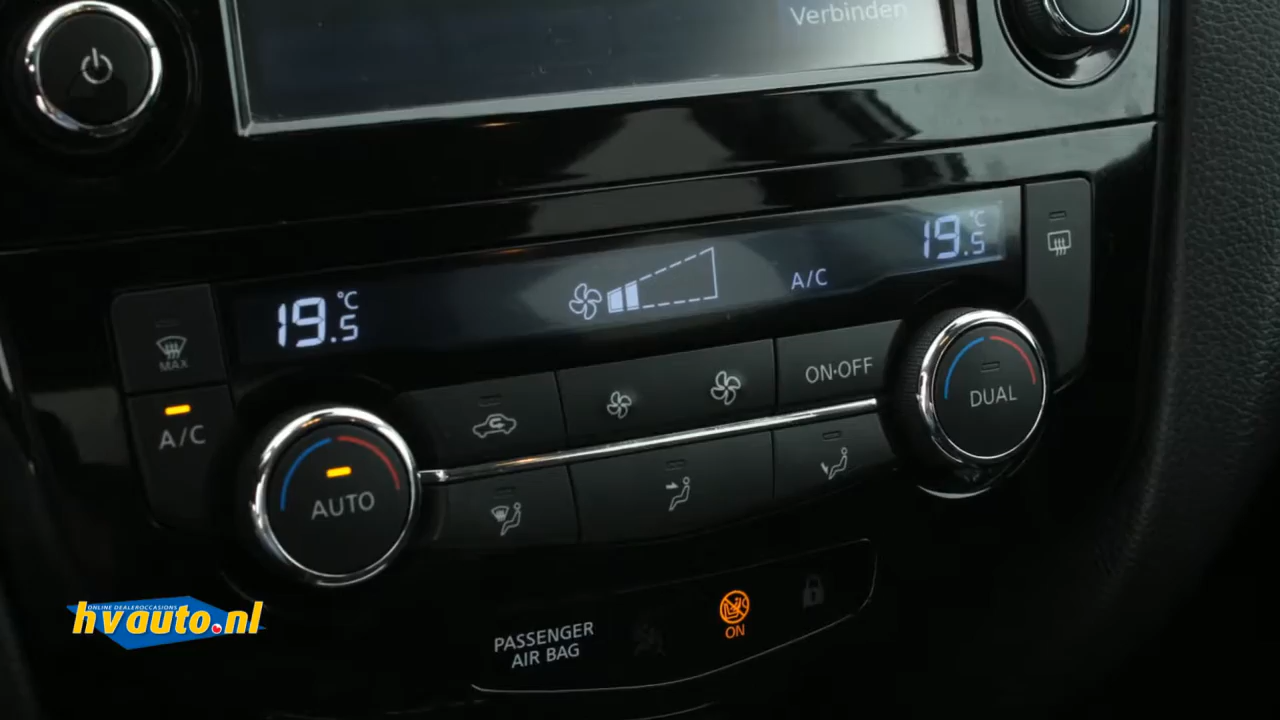 Verbinden
19.5 °C
A/C
19.5 °C
MAX
A/C
AUTO
ON·OFF
DUAL
PASSENGER
AIR BAG
ON
ONLINE DEALEROCCASIONS
hvauto.nl